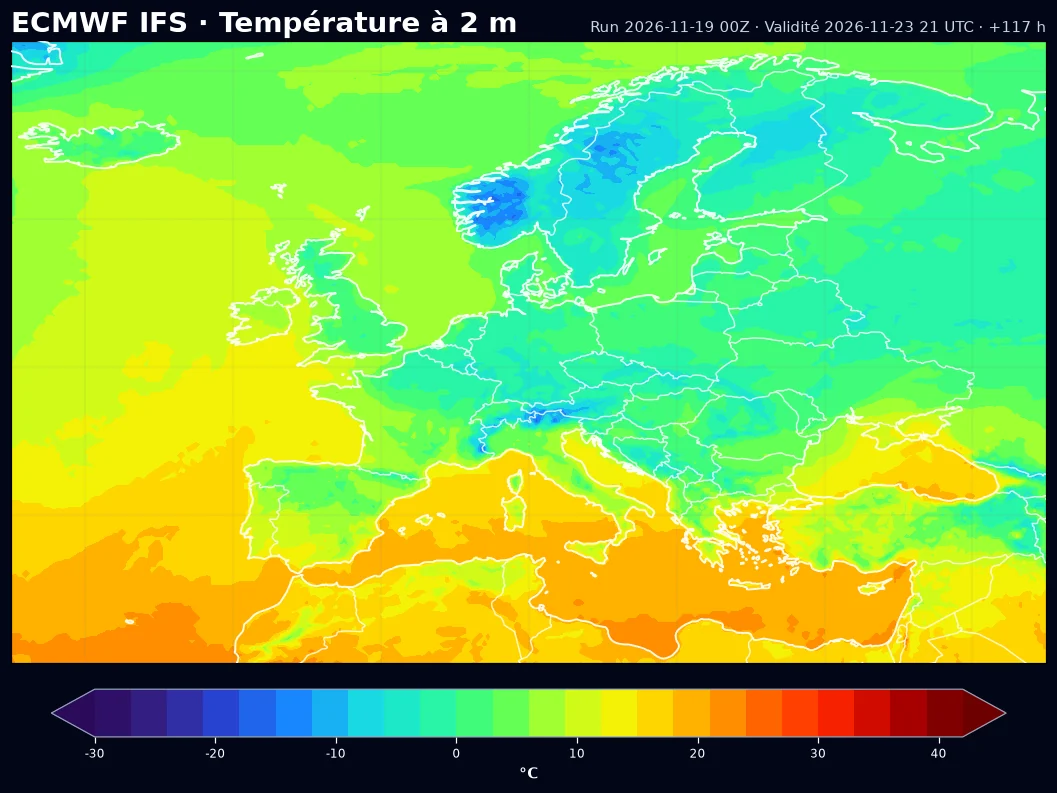 ECMWF IFS · Température à 2 m
Run 2026-11-19 00Z · Validité 2026-11-23 21 UTC · +117 h
-30 -20 -10 0 10 20 30 40
°C